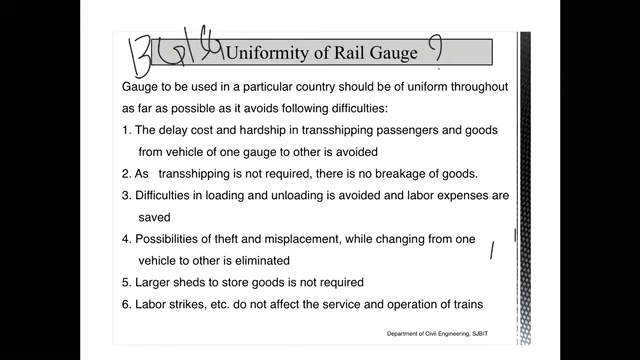 Uniformity of Rail Gauge ?
Gauge to be used in a particular country should be of uniform throughout
as far as possible as it avoids following difficulties:
1. The delay cost and hardship in transshipping passengers and goods
from vehicle of one gauge to other is avoided
2. As transshipping is not required, there is no breakage of goods.
3. Difficulties in loading and unloading is avoided and labor expenses are
saved
4. Possibilities of theft and misplacement, while changing from one
vehicle to other is eliminated
5. Larger sheds to store goods is not required
6. Labor strikes, etc. do not affect the service and operation of trains
Department of Civil Engineering, SJBIT